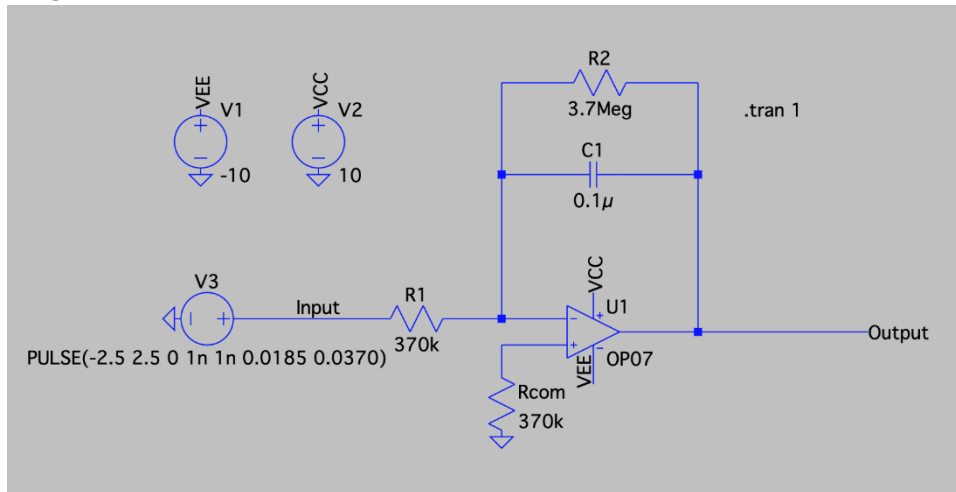 R2
3.7Meg
.tran 1
VEE
V1
-10
VCC
V2
10
C1
0.1µ
V3
Input
R1
370k
VCC
U1
Output
PULSE(-2.5 2.5 0 1n 1n 0.0185 0.0370)
VEE
OP07
Rcom
370k